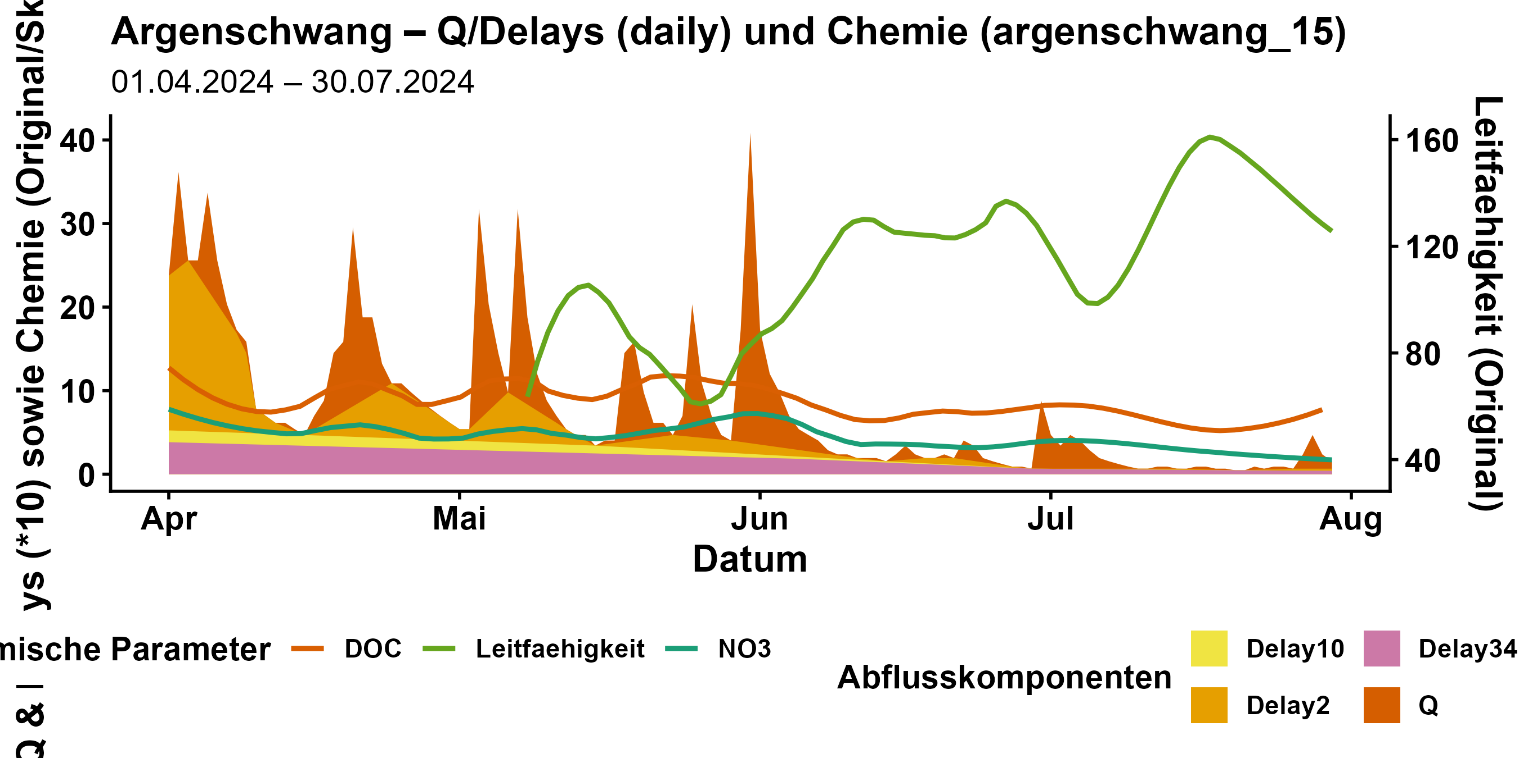 Argenschwang – Q/Delays (daily) und Chemie (argenschwang_15)
01.04.2024 – 30.07.2024
Q & ys (*10) sowie Chemie (Original/Sk
40
30
20
10
0
160
120
80
40
Leitfaehigkeit (Original)
Apr Mai Jun Jul Aug
Datum
mische Parameter DOC Leitfaehigkeit NO3
Abflusskomponenten
Delay10 Delay34
Delay2 Q